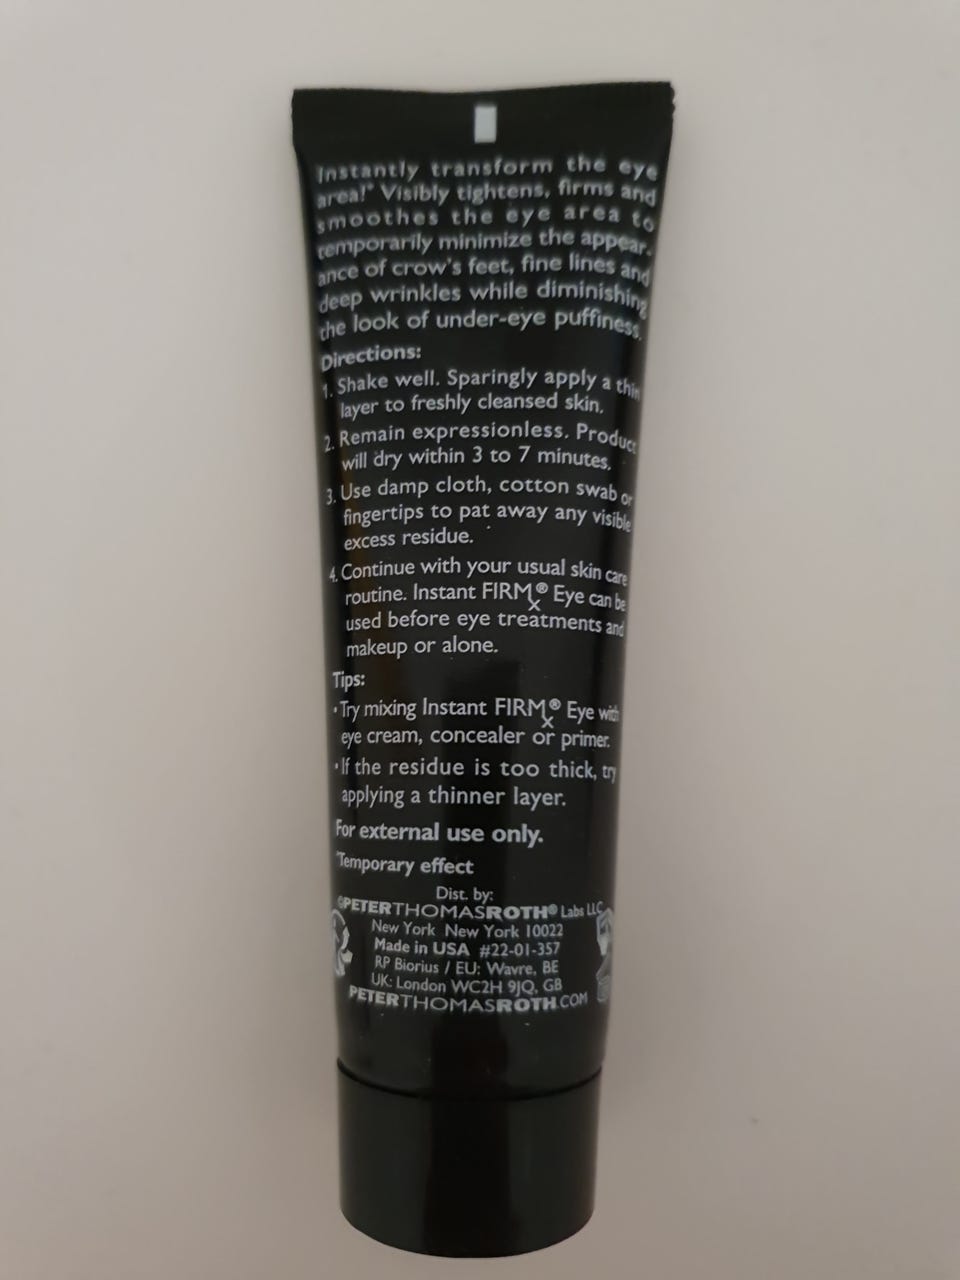 Instantly transform the eye
area!* Visibly tightens, firms and
smoothes the eye area to
temporarily minimize the appear-
ance of crow's feet, fine lines and
deep wrinkles while diminishing
the look of under-eye puffiness.
Directions:
1. Shake well. Sparingly apply a thin
layer to freshly cleansed skin.
2. Remain expressionless. Product
will dry within 3 to 7 minutes.
3. Use damp cloth, cotton swab or
fingertips to pat away any visible
excess residue.
4. Continue with your usual skin care
routine. Instant FIRMx® Eye can be
used before eye treatments and
makeup or alone.
Tips:
• Try mixing Instant FIRMx® Eye with
eye cream, concealer or primer.
• If the residue is too thick, try
applying a thinner layer.
For external use only.
*Temporary effect
Dist. by:
©PETERTHOMASROTH® Labs LLC
New York New York 10022
Made in USA #22-01-357
RP Biorius / EU: Wavre, BE
UK: London WC2H 9JQ, GB
PETERTHOMASROTH.COM